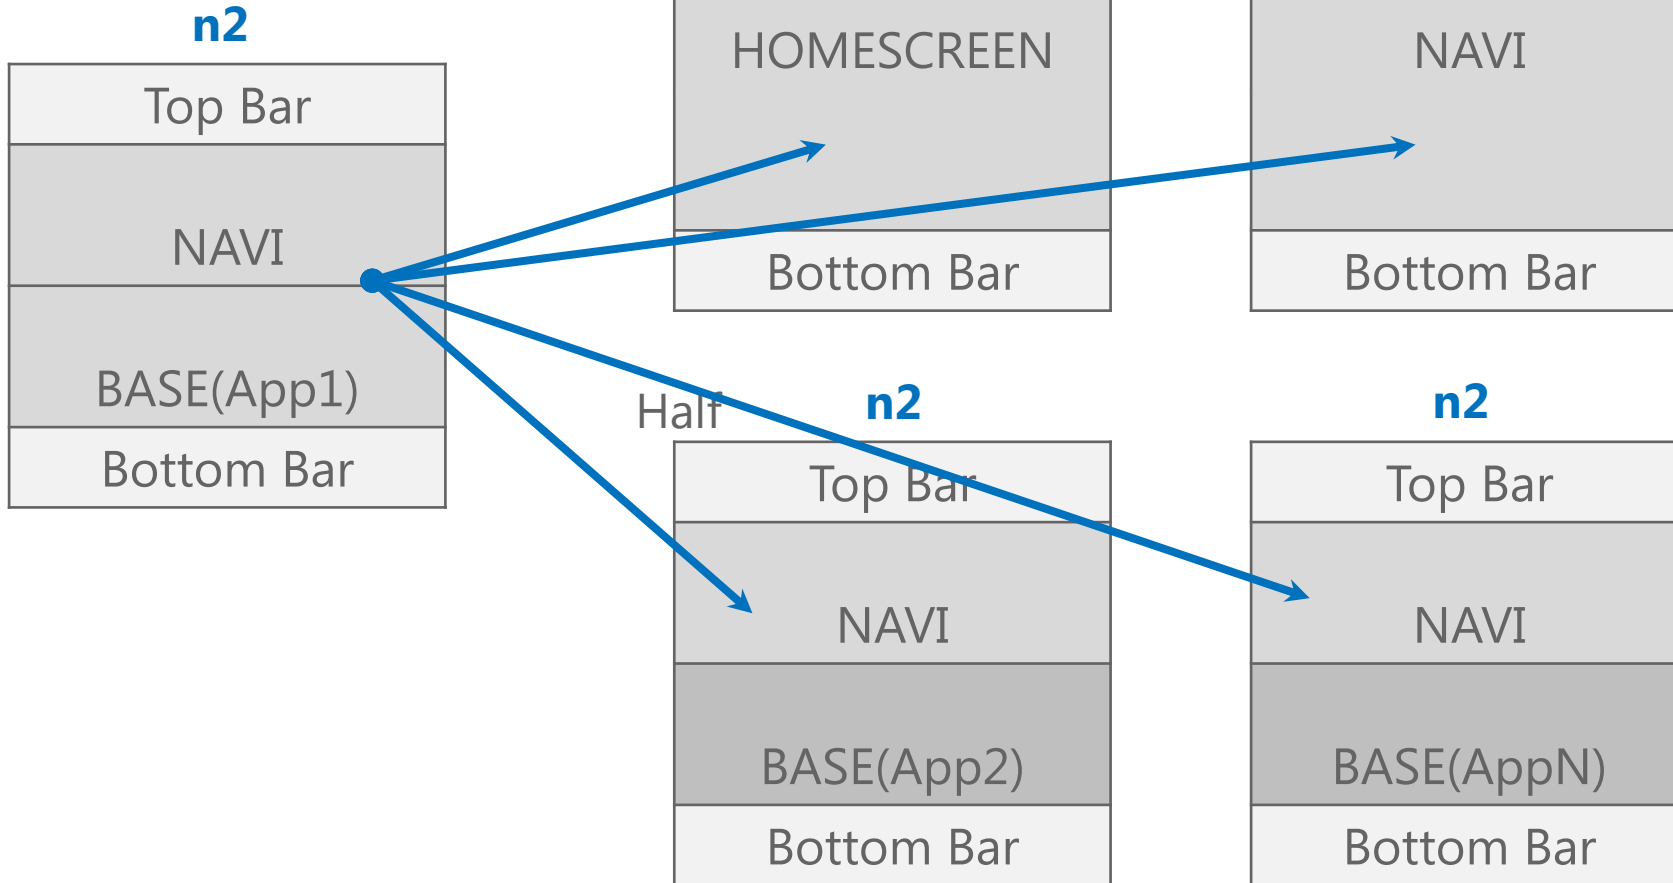 n2
Top Bar
NAVI
BASE(App1)
Bottom Bar
HOMESCREEN
Bottom Bar
NAVI
Bottom Bar
Half
n2
Top Bar
NAVI
BASE(App2)
Bottom Bar
n2
Top Bar
NAVI
BASE(AppN)
Bottom Bar